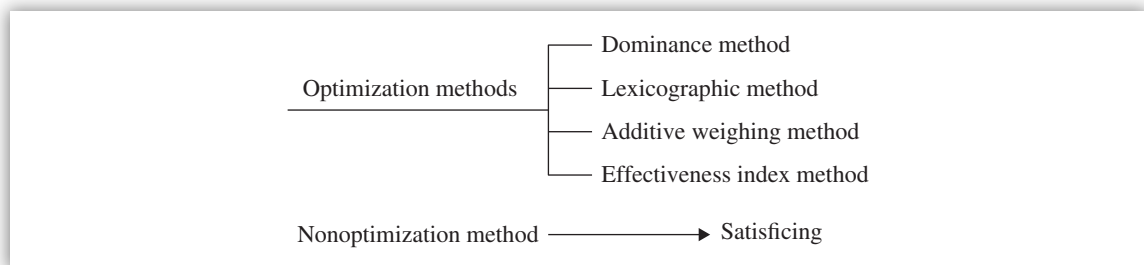 Dominance method
Optimization methods
Lexicographic method
Additive weighing method
Effectiveness index method
Nonoptimization method
Satisficing